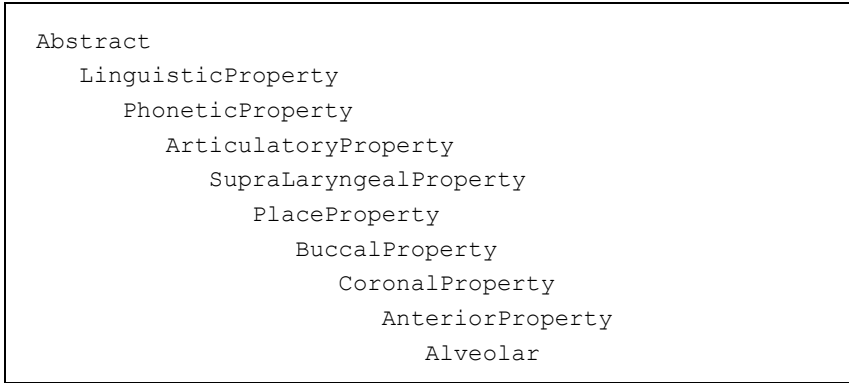 Abstract
LinguisticProperty
PhoneticProperty
ArticulatoryProperty
SupraLaryngealProperty
PlaceProperty
BuccalProperty
CoronalProperty
AnteriorProperty
Alveolar